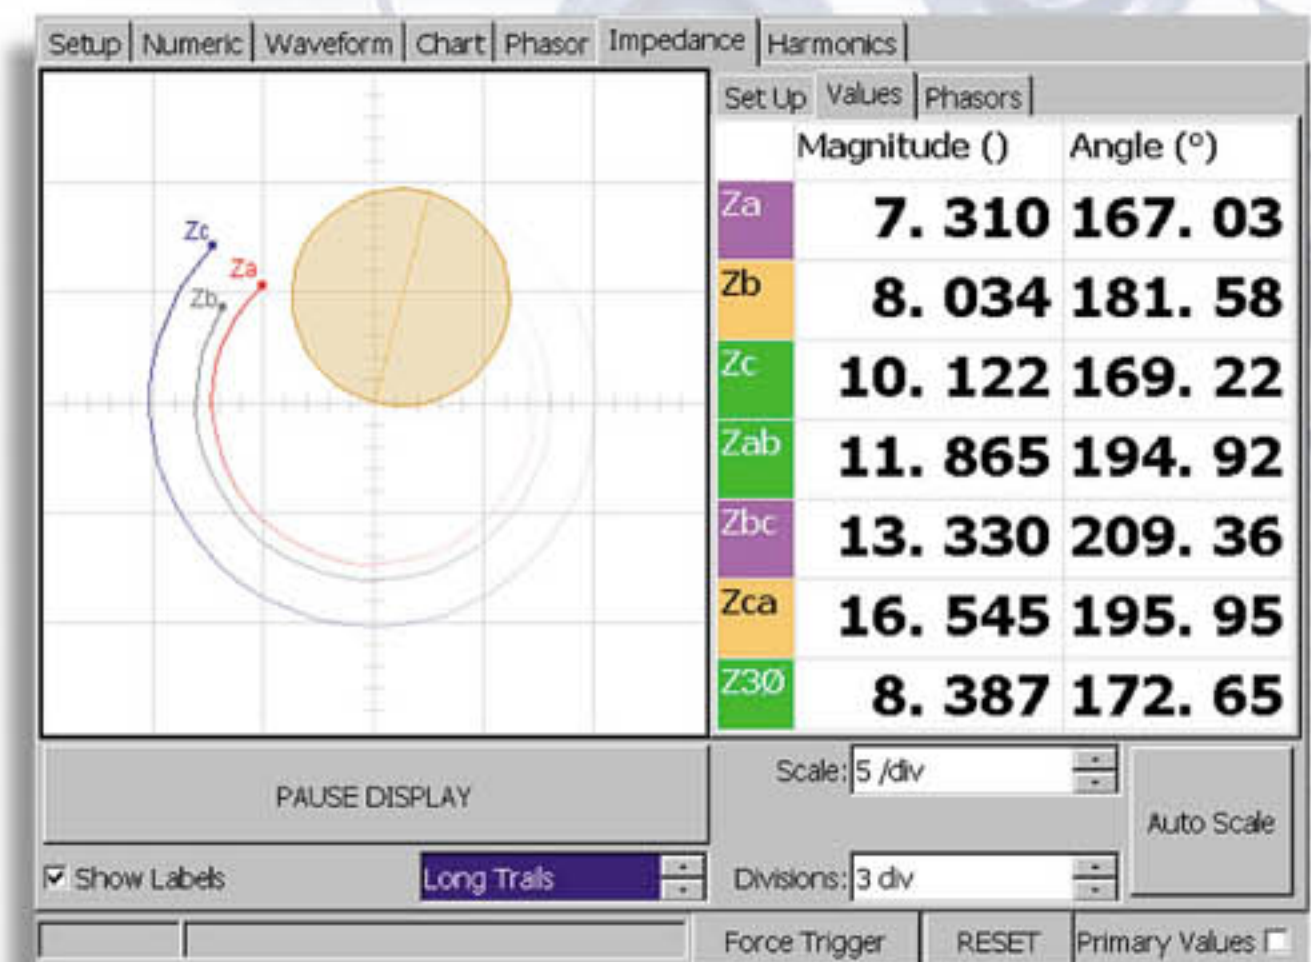 Setup Numeric Waveform Chart Phasor Impedance Harmonics
Set Up Values Phasors
Magnitude () Angle (°)
Za 7. 310 167. 03
Zb 8. 034 181. 58
Zc 10. 122 169. 22
Zab 11. 865 194. 92
Zbc 13. 330 209. 36
Zca 16. 545 195. 95
Z3Ø 8. 387 172. 65
Zc
Za
Zb
PAUSE DISPLAY
Scale: 5 /div
Auto Scale
Show Labels Long Trails Divisions: 3 div
Force Trigger RESET Primary Values